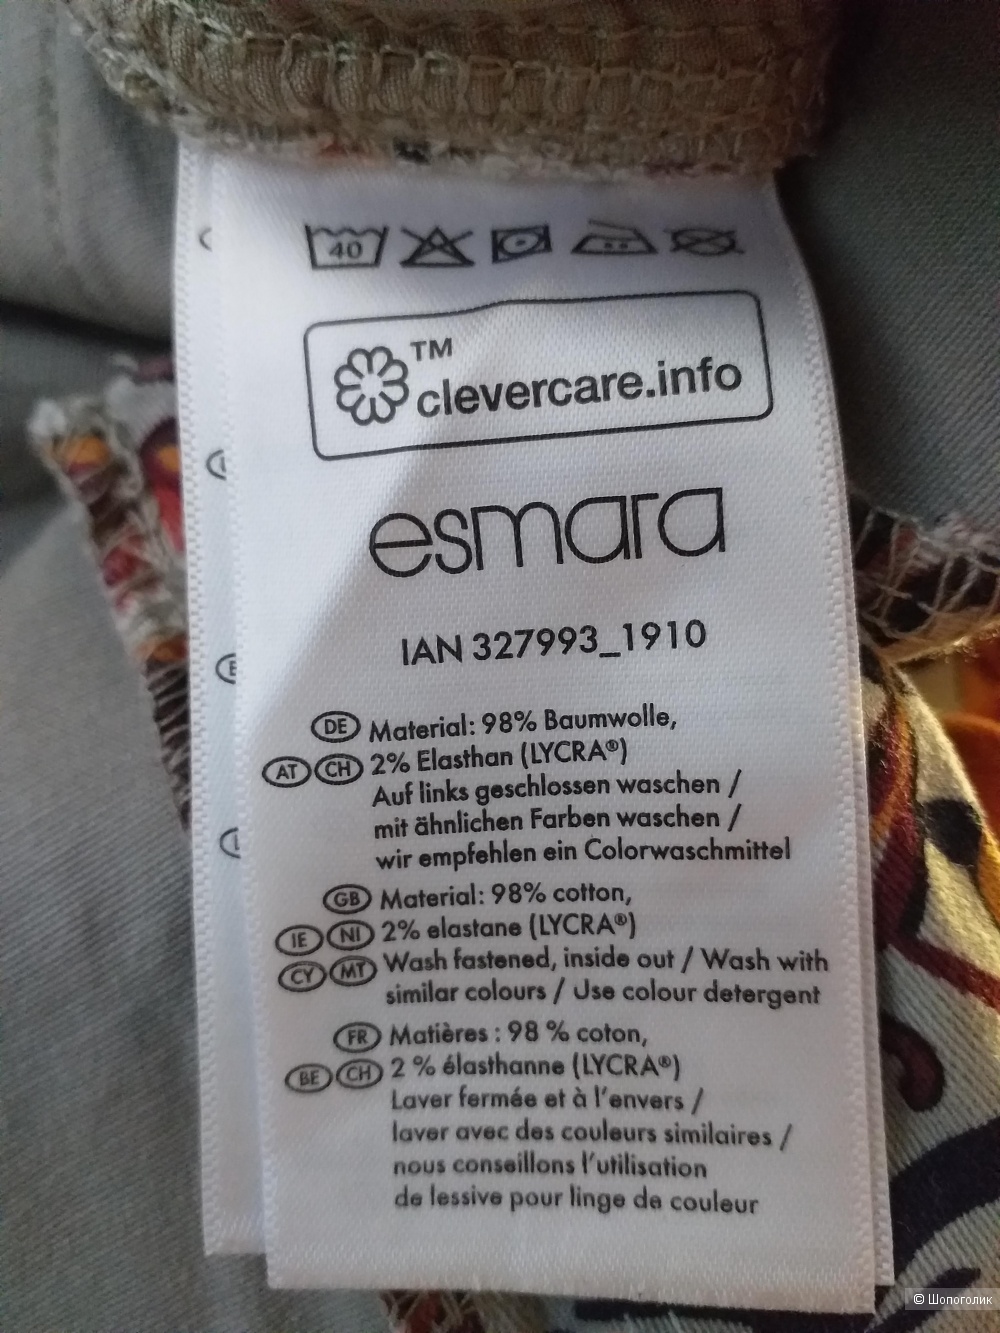 40
TM
clevercare.info
esmara
IAN 327993_1910
DE Material: 98% Baumwolle,
AT CH 2% Elasthan (LYCRA®)
Auf links geschlossen waschen /
mit ähnlichen Farben waschen /
wir empfehlen ein Colorwaschmittel
GB Material: 98% cotton,
IE NI 2% elastane (LYCRA®)
CY MT Wash fastened, inside out / Wash with
similar colours / Use colour detergent
FR Matières : 98 % coton,
BE CH 2 % élasthanne (LYCRA®)
Laver fermée et à l'envers /
laver avec des couleurs similaires /
nous conseillons l'utilisation
de lessive pour linge de couleur
© Шопоголик